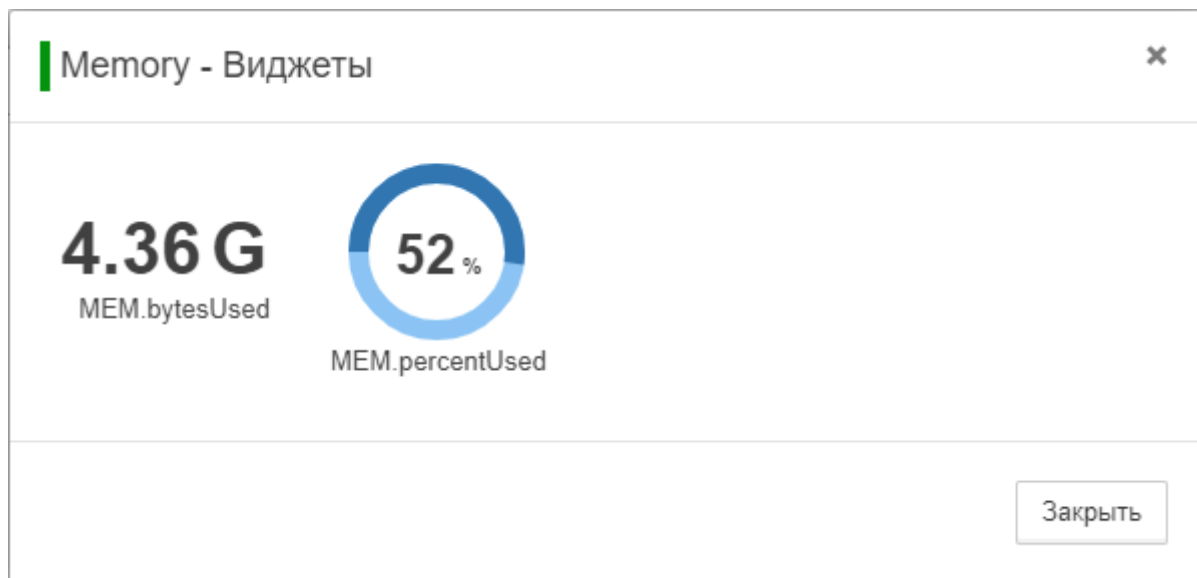 Memory - Виджеты
×
4.36 G
MEM.bytesUsed
52 %
MEM.percentUsed
Закрыть